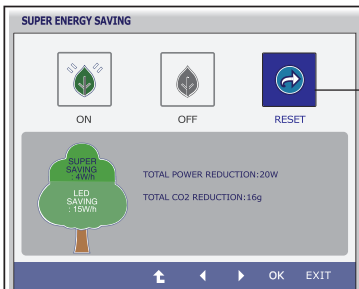 SUPER ENERGY SAVING
ON
OFF
RESET
SUPER
SAVING
: 4W/h
LED
SAVING
: 15W/h
TOTAL POWER REDUCTION:20W
TOTAL CO2 REDUCTION:16g
OK
EXIT